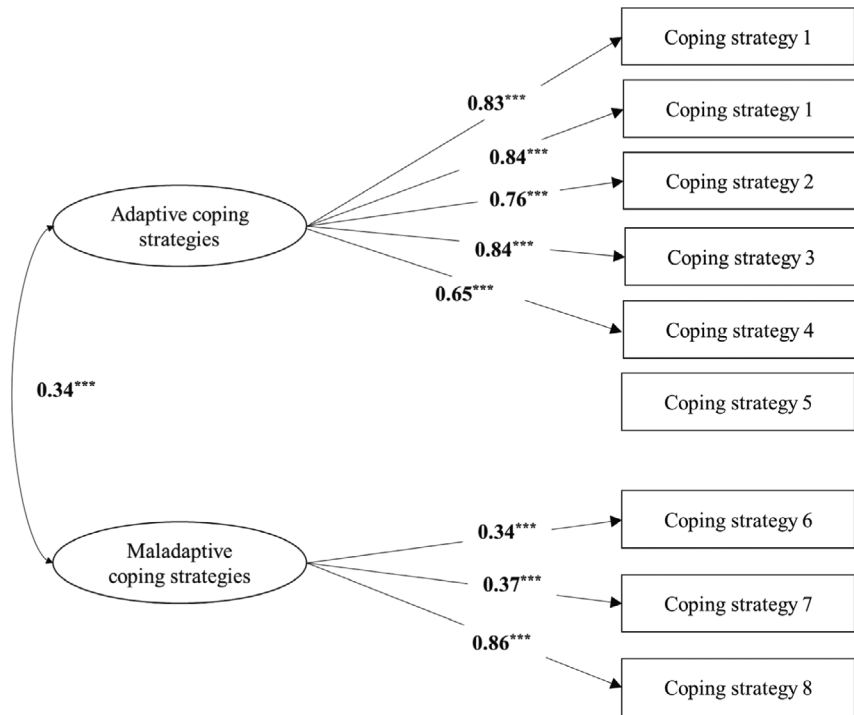 Coping strategy 1
0.83***
Coping strategy 1
0.84***
Coping strategy 2
0.76***
Adaptive coping
strategies
0.84***
Coping strategy 3
0.65***
Coping strategy 4
0.34***
Coping strategy 5
Maladaptive
coping strategies
0.34***
Coping strategy 6
0.37***
Coping strategy 7
0.86***
Coping strategy 8